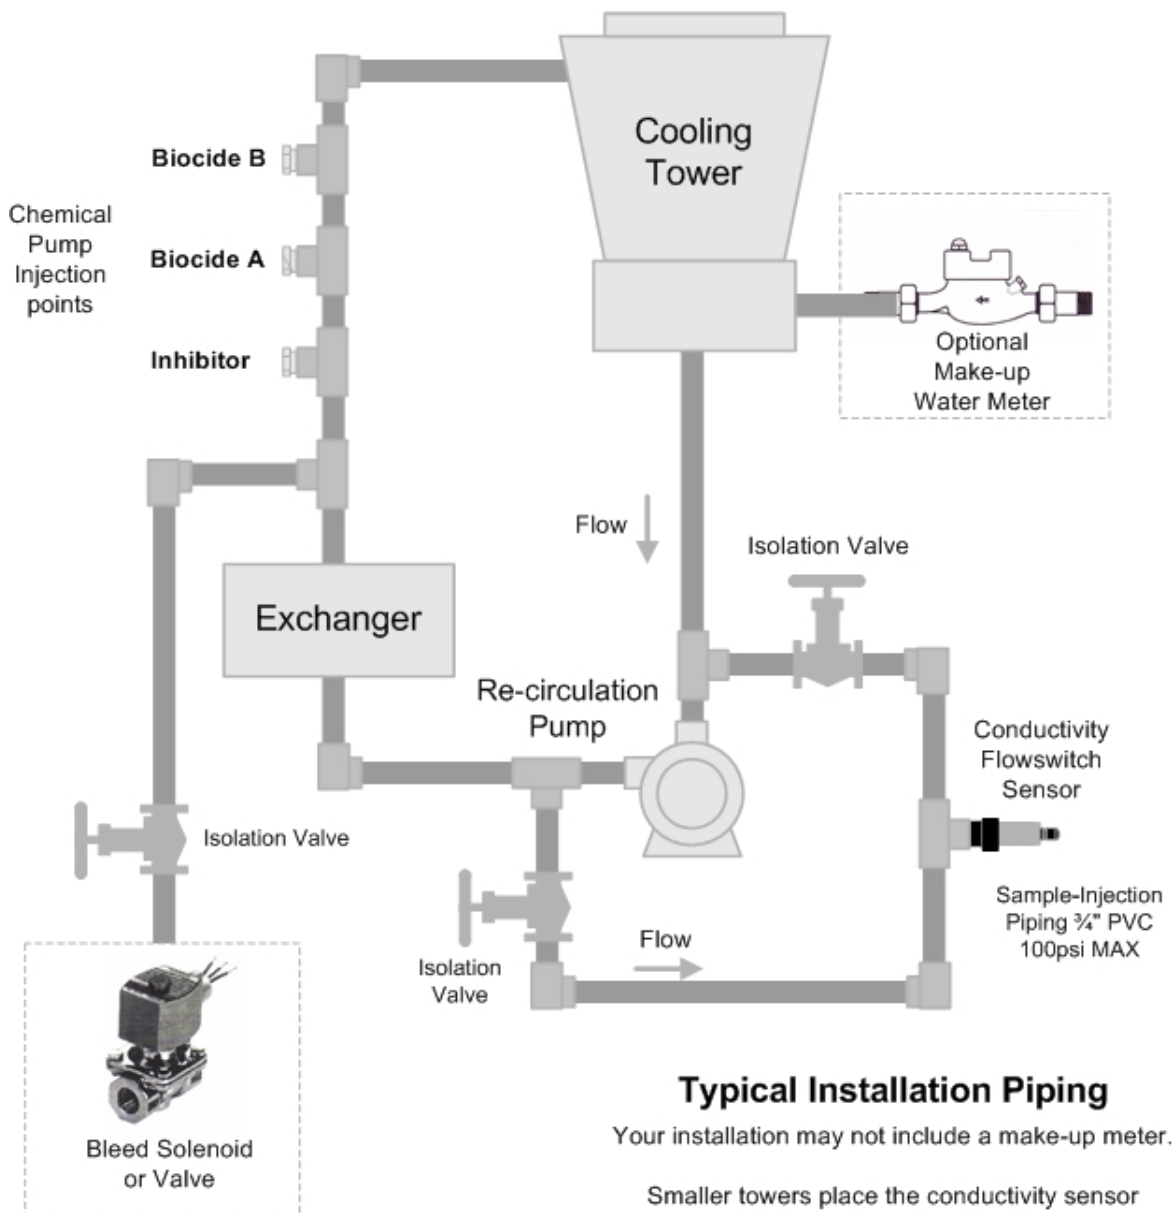 Cooling
Tower
Biocide B
Chemical
Pump
Injection
points
Biocide A
Inhibitor
Optional
Make-up
Water Meter
Flow
Isolation Valve
Exchanger
Re-circulation
Pump
Conductivity
Flowswitch
Sensor
Isolation Valve
Sample-Injection
Piping ¾" PVC
100psi MAX
Flow
Isolation
Valve
Bleed Solenoid
or Valve
Typical Installation Piping
Your installation may not include a make-up meter.
Smaller towers place the conductivity sensor